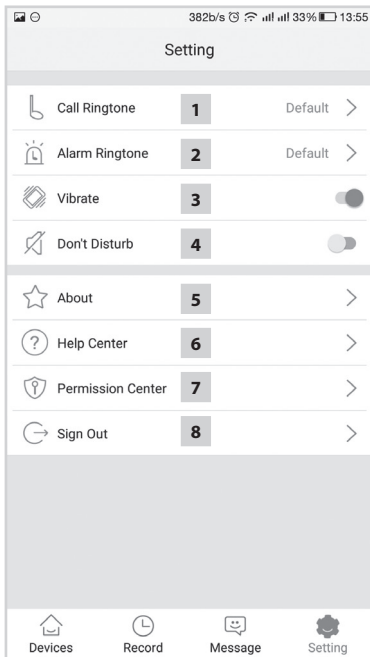 382b/s 33% 13:55
Setting
Call Ringtone 1 Default
Alarm Ringtone 2 Default
Vibrate 3
Don't Disturb 4
About 5
? Help Center 6
Permission Center 7
Sign Out 8
Devices Record Message Setting